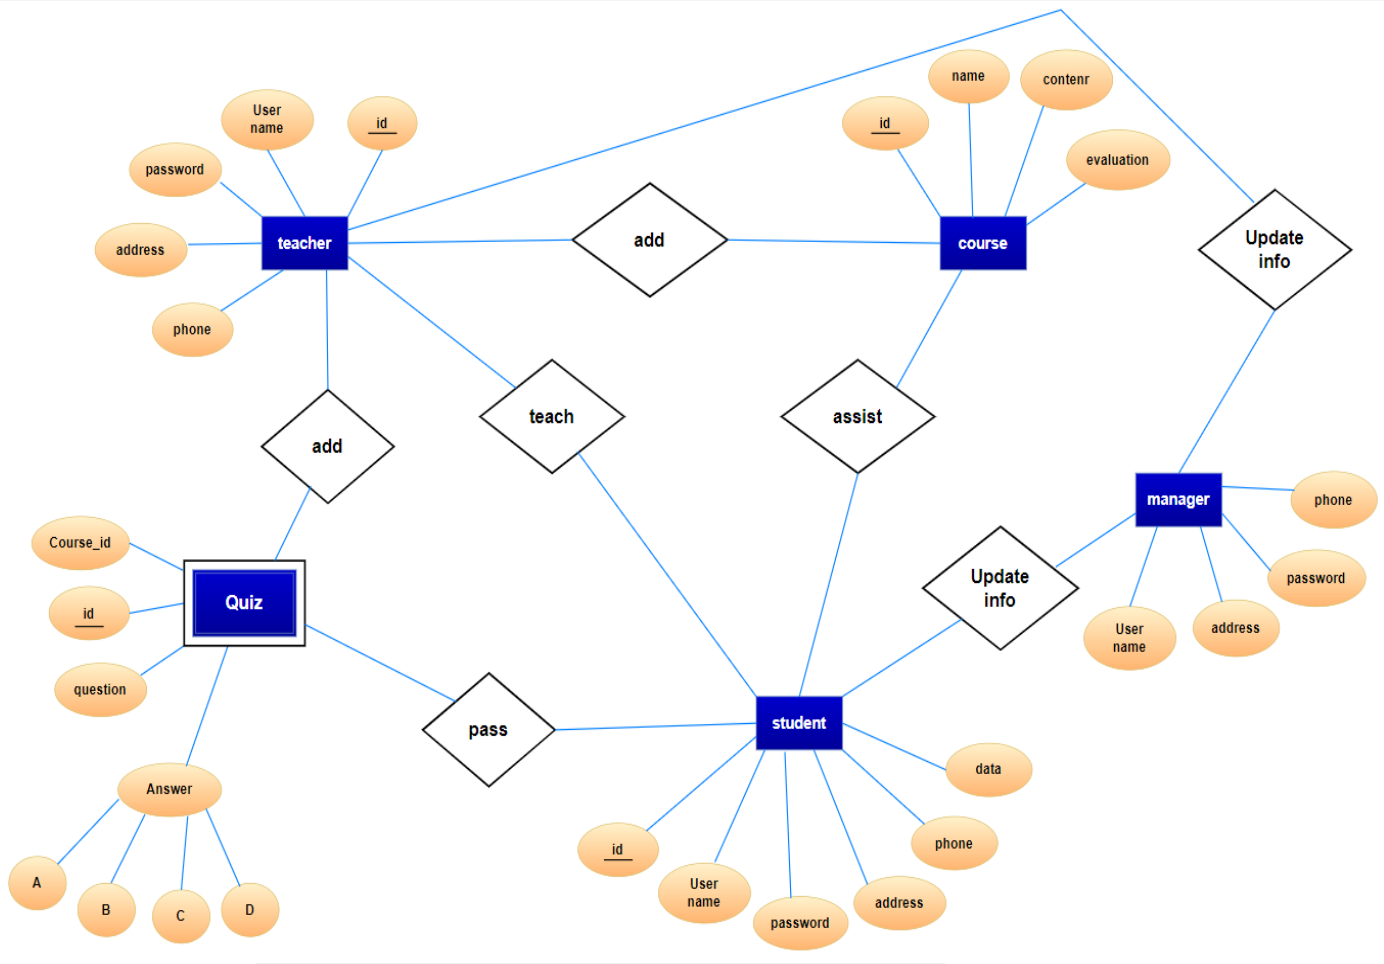 name
contenr
User
name
id
id
password
evaluation
address
teacher
add
course
Update
info
phone
teach
assist
add
manager
phone
Course_id
Update
info
password
Quiz
id
User
name
address
question
pass
student
data
Answer
phone
id
A
User
name
address
B
C
D
password